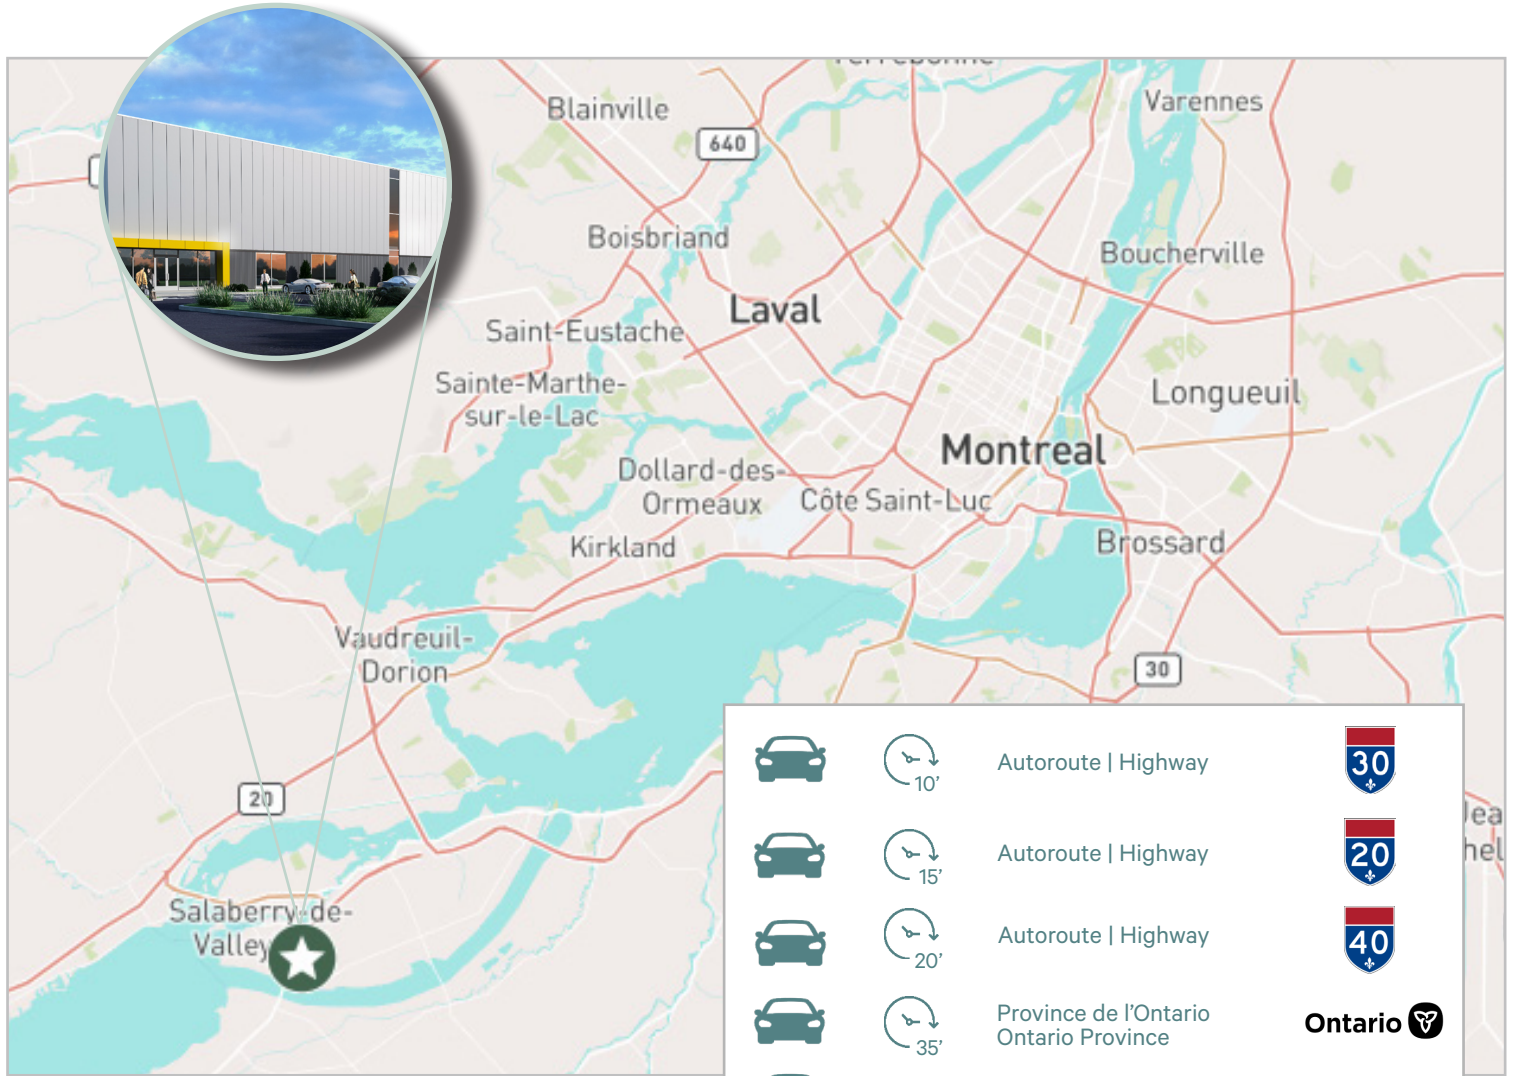 Blainville
Varennes
640
Boisbriand
Boucherville
Laval
Saint-Eustache
Sainte-Marthe-
sur-le-Lac
Longueuil
Montreal
Dollard-des-
Ormeaux
Côte Saint-Luc
Kirkland
Brossard
Vaudreuil-
Dorion
30
20
Salaberry-de-
Valley
10’
Autoroute | Highway
30
15’
Autoroute | Highway
20
20’
Autoroute | Highway
40
35’
Province de l’Ontario
Ontario Province
Ontario